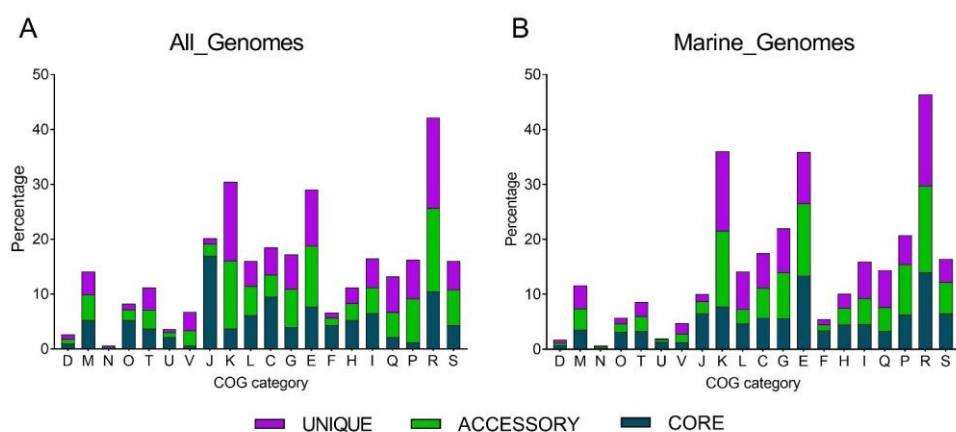 A
All_Genomes
50
40
30
20
10
0
Percentage
D M N O T U V J K L C G E F H I Q P R S
COG category
B
Marine_Genomes
50
40
30
20
10
0
Percentage
D M N O T U V J K L C G E F H I Q P R S
COG category
UNIQUE ACCESSORY CORE